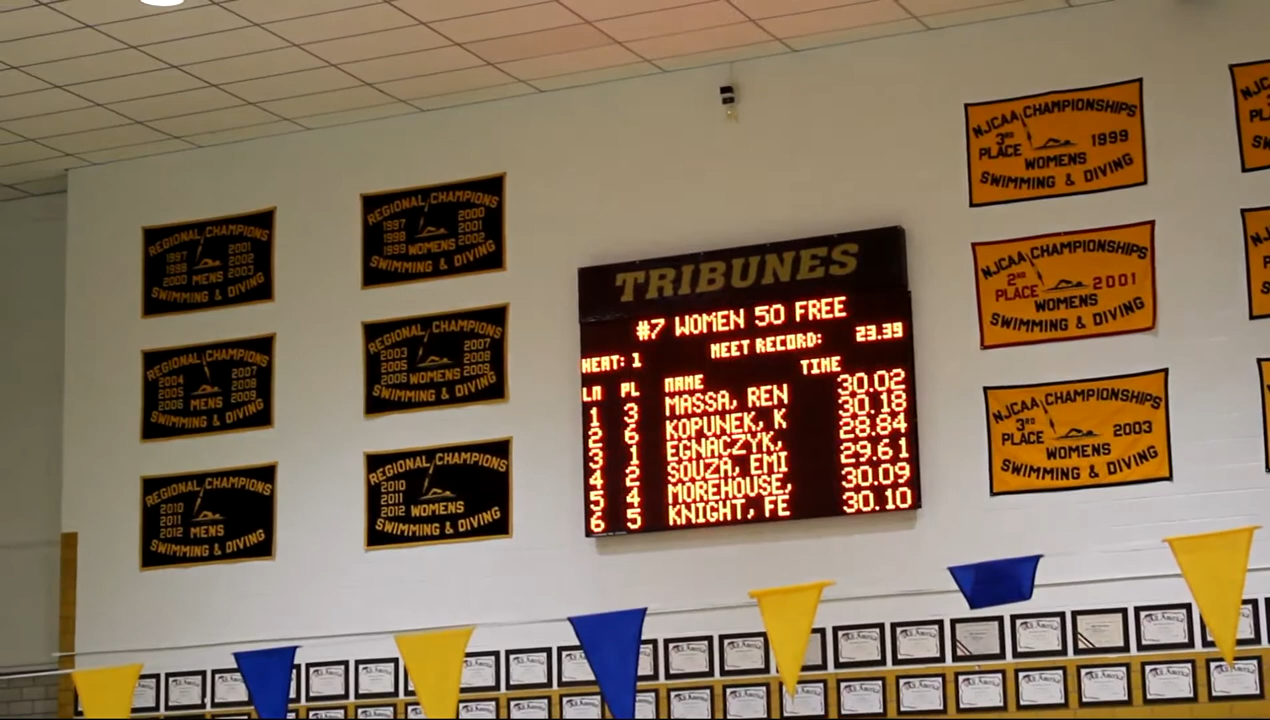 REGIONAL CHAMPIONS
1997 2001
1998 2002
2000 MENS 2003
SWIMMING & DIVING
REGIONAL CHAMPIONS
2004 2007
2005 2008
2006 MENS 2009
SWIMMING & DIVING
REGIONAL CHAMPIONS
2010
2011
2012 MENS
SWIMMING & DIVING
REGIONAL CHAMPIONS
1997 2000
1998 2001
1999 WOMENS 2002
SWIMMING & DIVING
REGIONAL CHAMPIONS
2003 2007
2005 2008
2006 WOMENS 2009
SWIMMING & DIVING
REGIONAL CHAMPIONS
2010
2011
2012 WOMENS
SWIMMING & DIVING
TRIBUNES
#7 WOMEN 50 FREE
MEET RECORD: 23.39
HEAT: 1
LN PL NAME TIME
1 3 MASSA, REN 30.02
2 6 KOPUNEK, K 30.18
3 1 EGNACZYK, 28.84
4 2 SOUZA, EMI 29.61
5 4 MOREHOUSE, 30.09
6 5 KNIGHT, FE 30.10
NJCAA CHAMPIONSHIPS
3RD PLACE 1999
WOMENS
SWIMMING & DIVING
NJCAA CHAMPIONSHIPS
2ND PLACE 2001
WOMENS
SWIMMING & DIVING
NJCAA CHAMPIONSHIPS
3RD PLACE 2003
WOMENS
SWIMMING & DIVING